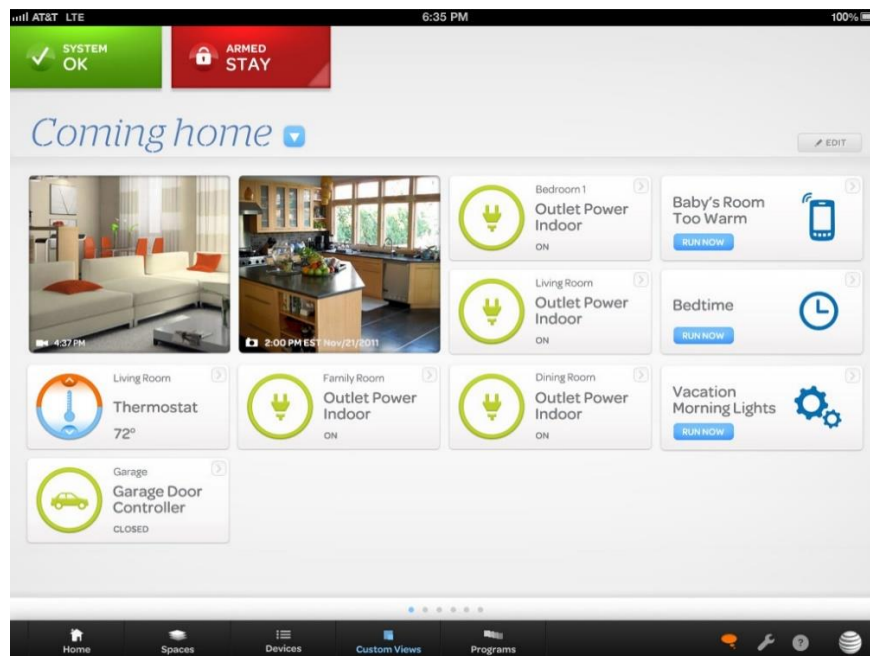 AT&T LTE
6:35 PM
100%
SYSTEM
OK
ARMED
STAY
Coming home
EDIT
4:37 PM
2:00 PM EST Nov/21/2011
Bedroom 1
Outlet Power
Indoor
ON
Baby's Room
Too Warm
RUN NOW
Living Room
Outlet Power
Indoor
ON
Bedtime
RUN NOW
Living Room
Thermostat
72°
Family Room
Outlet Power
Indoor
ON
Dining Room
Outlet Power
Indoor
ON
Vacation
Morning Lights
RUN NOW
Garage
Garage Door
Controller
CLOSED
Home
Spaces
Devices
Custom Views
Programs
?